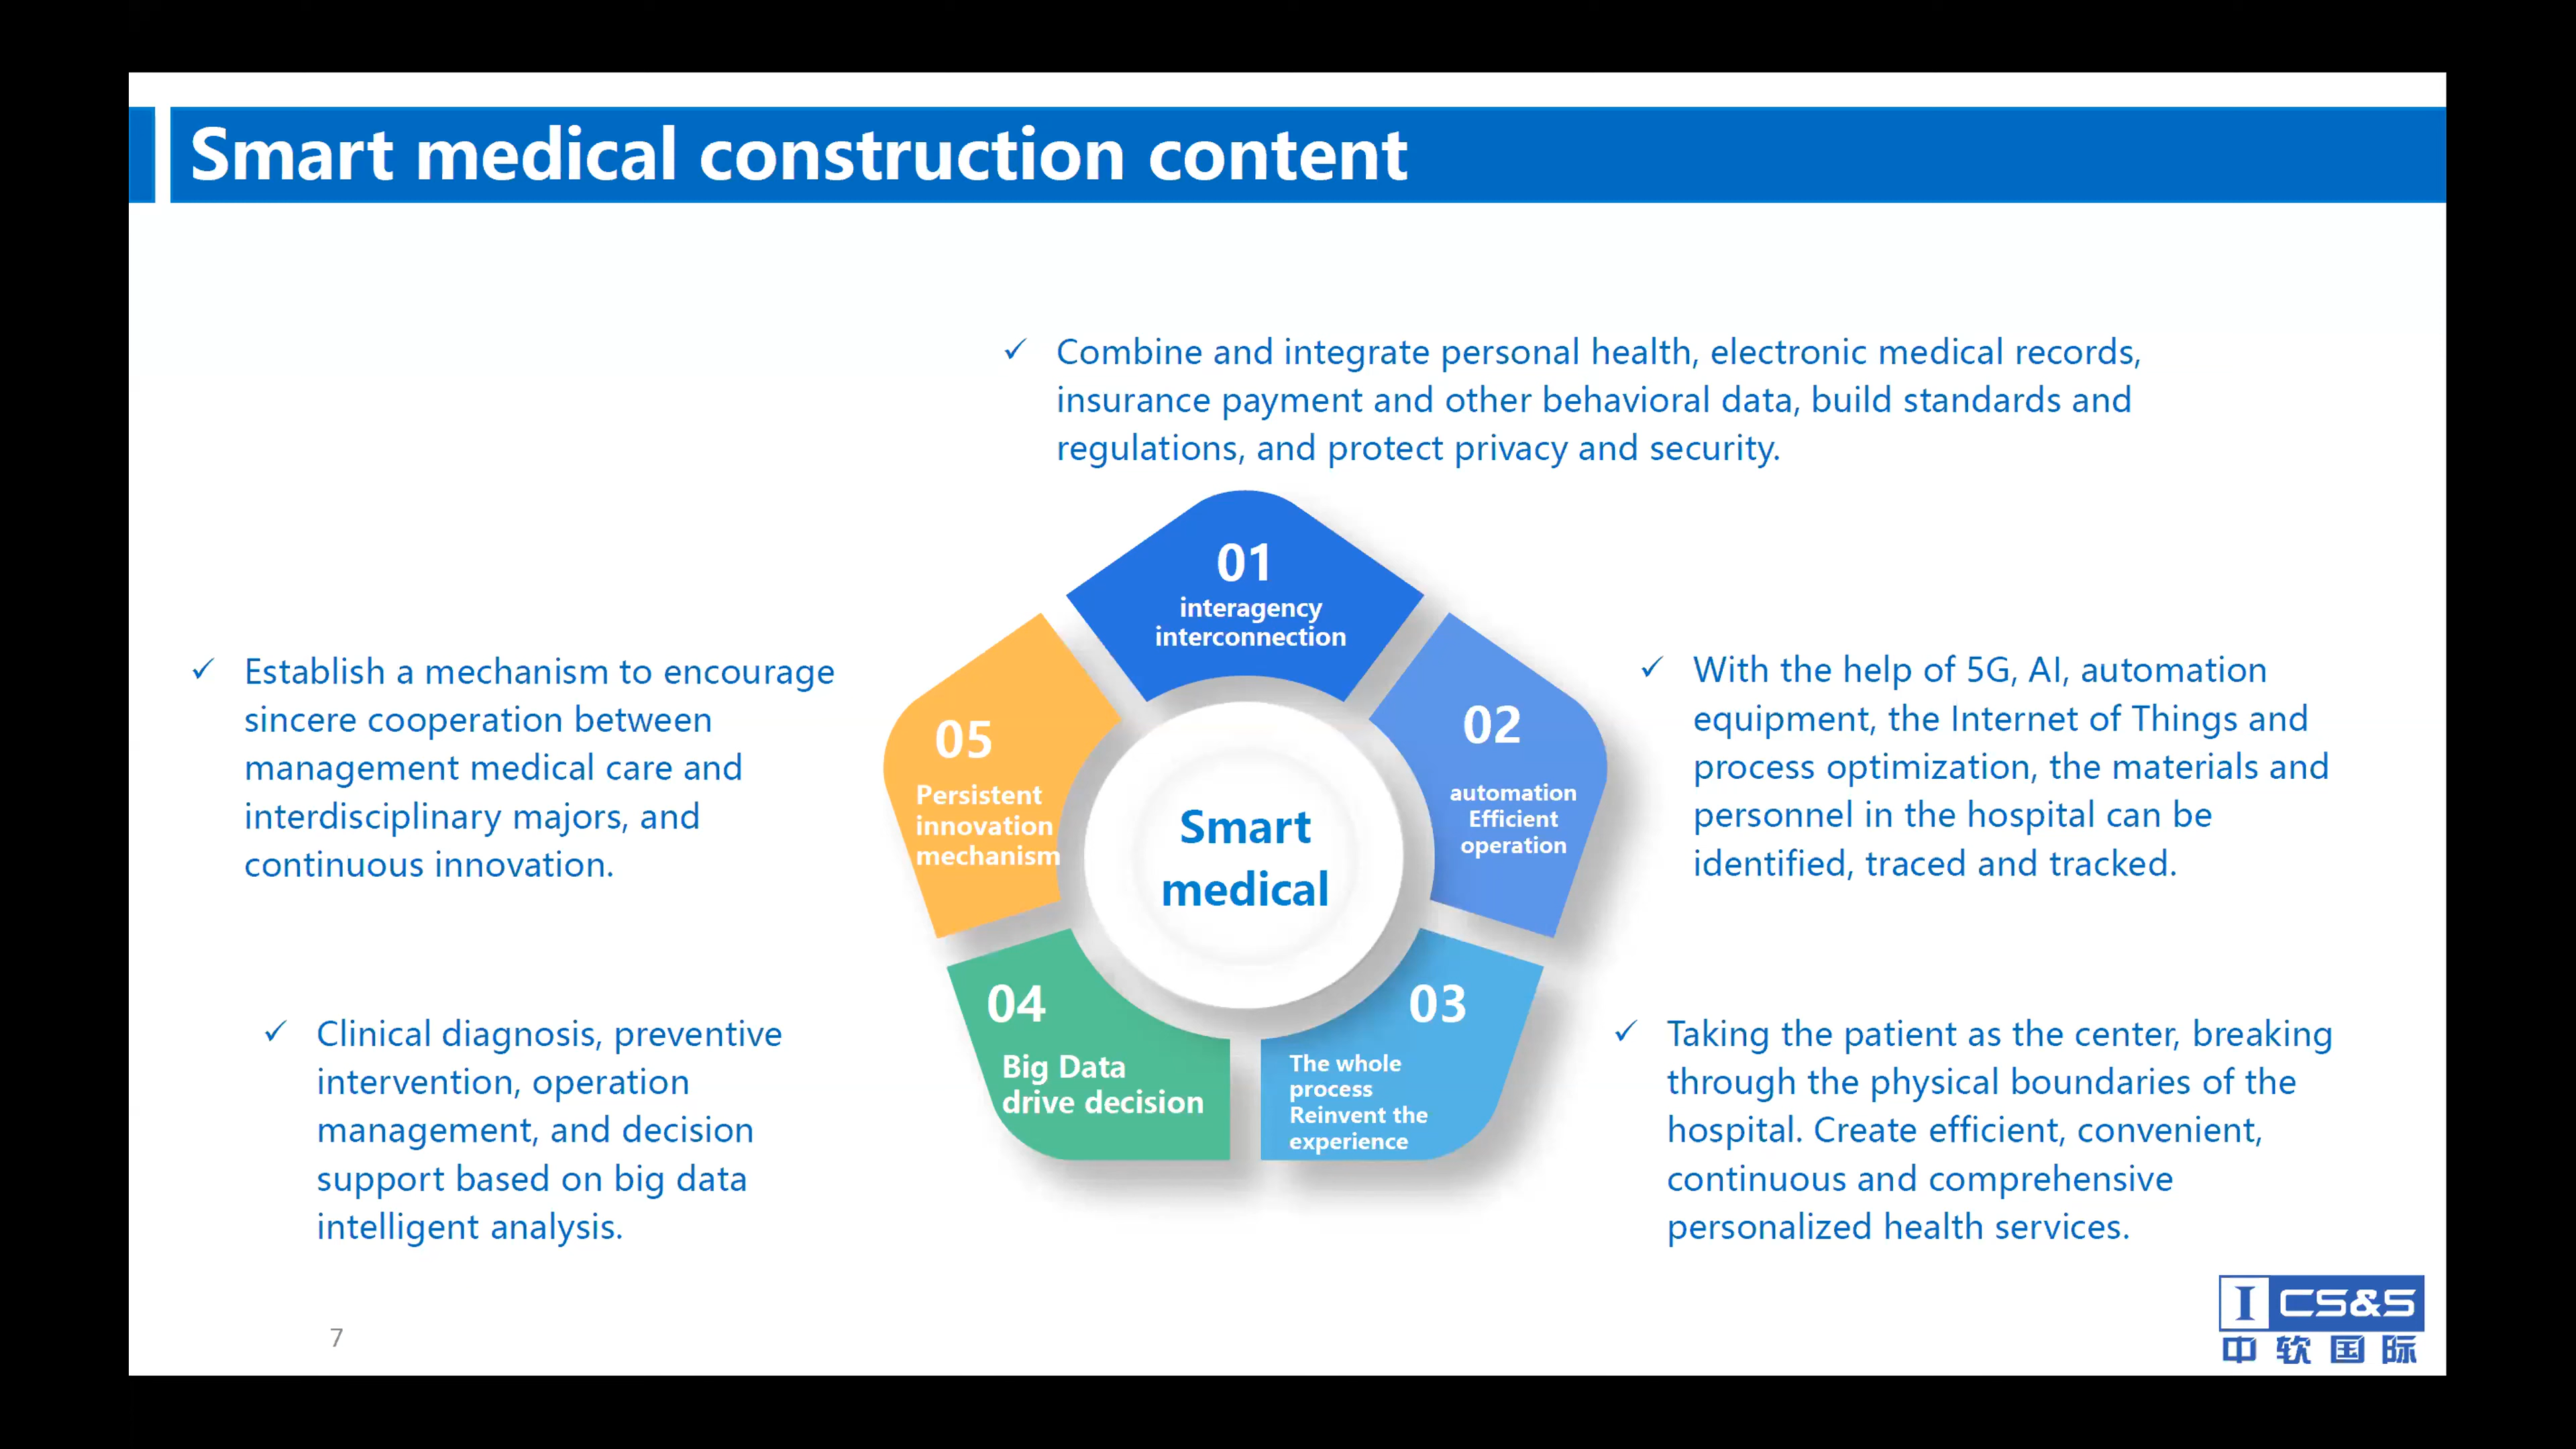 Smart medical construction content
✓ Combine and integrate personal health, electronic medical records,
insurance payment and other behavioral data, build standards and
regulations, and protect privacy and security.
01
interagency
interconnection
02
automation
Efficient
operation
✓ With the help of 5G, AI, automation
equipment, the Internet of Things and
process optimization, the materials and
personnel in the hospital can be
identified, traced and tracked.
03
The whole
process
Reinvent the
experience
✓ Taking the patient as the center, breaking
through the physical boundaries of the
hospital. Create efficient, convenient,
continuous and comprehensive
personalized health services.
04
Big Data
drive decision
✓ Clinical diagnosis, preventive
intervention, operation
management, and decision
support based on big data
intelligent analysis.
05
Persistent
innovation
mechanism
✓ Establish a mechanism to encourage
sincere cooperation between
management medical care and
interdisciplinary majors, and
continuous innovation.
Smart
medical
7
I CS&S
中软国际